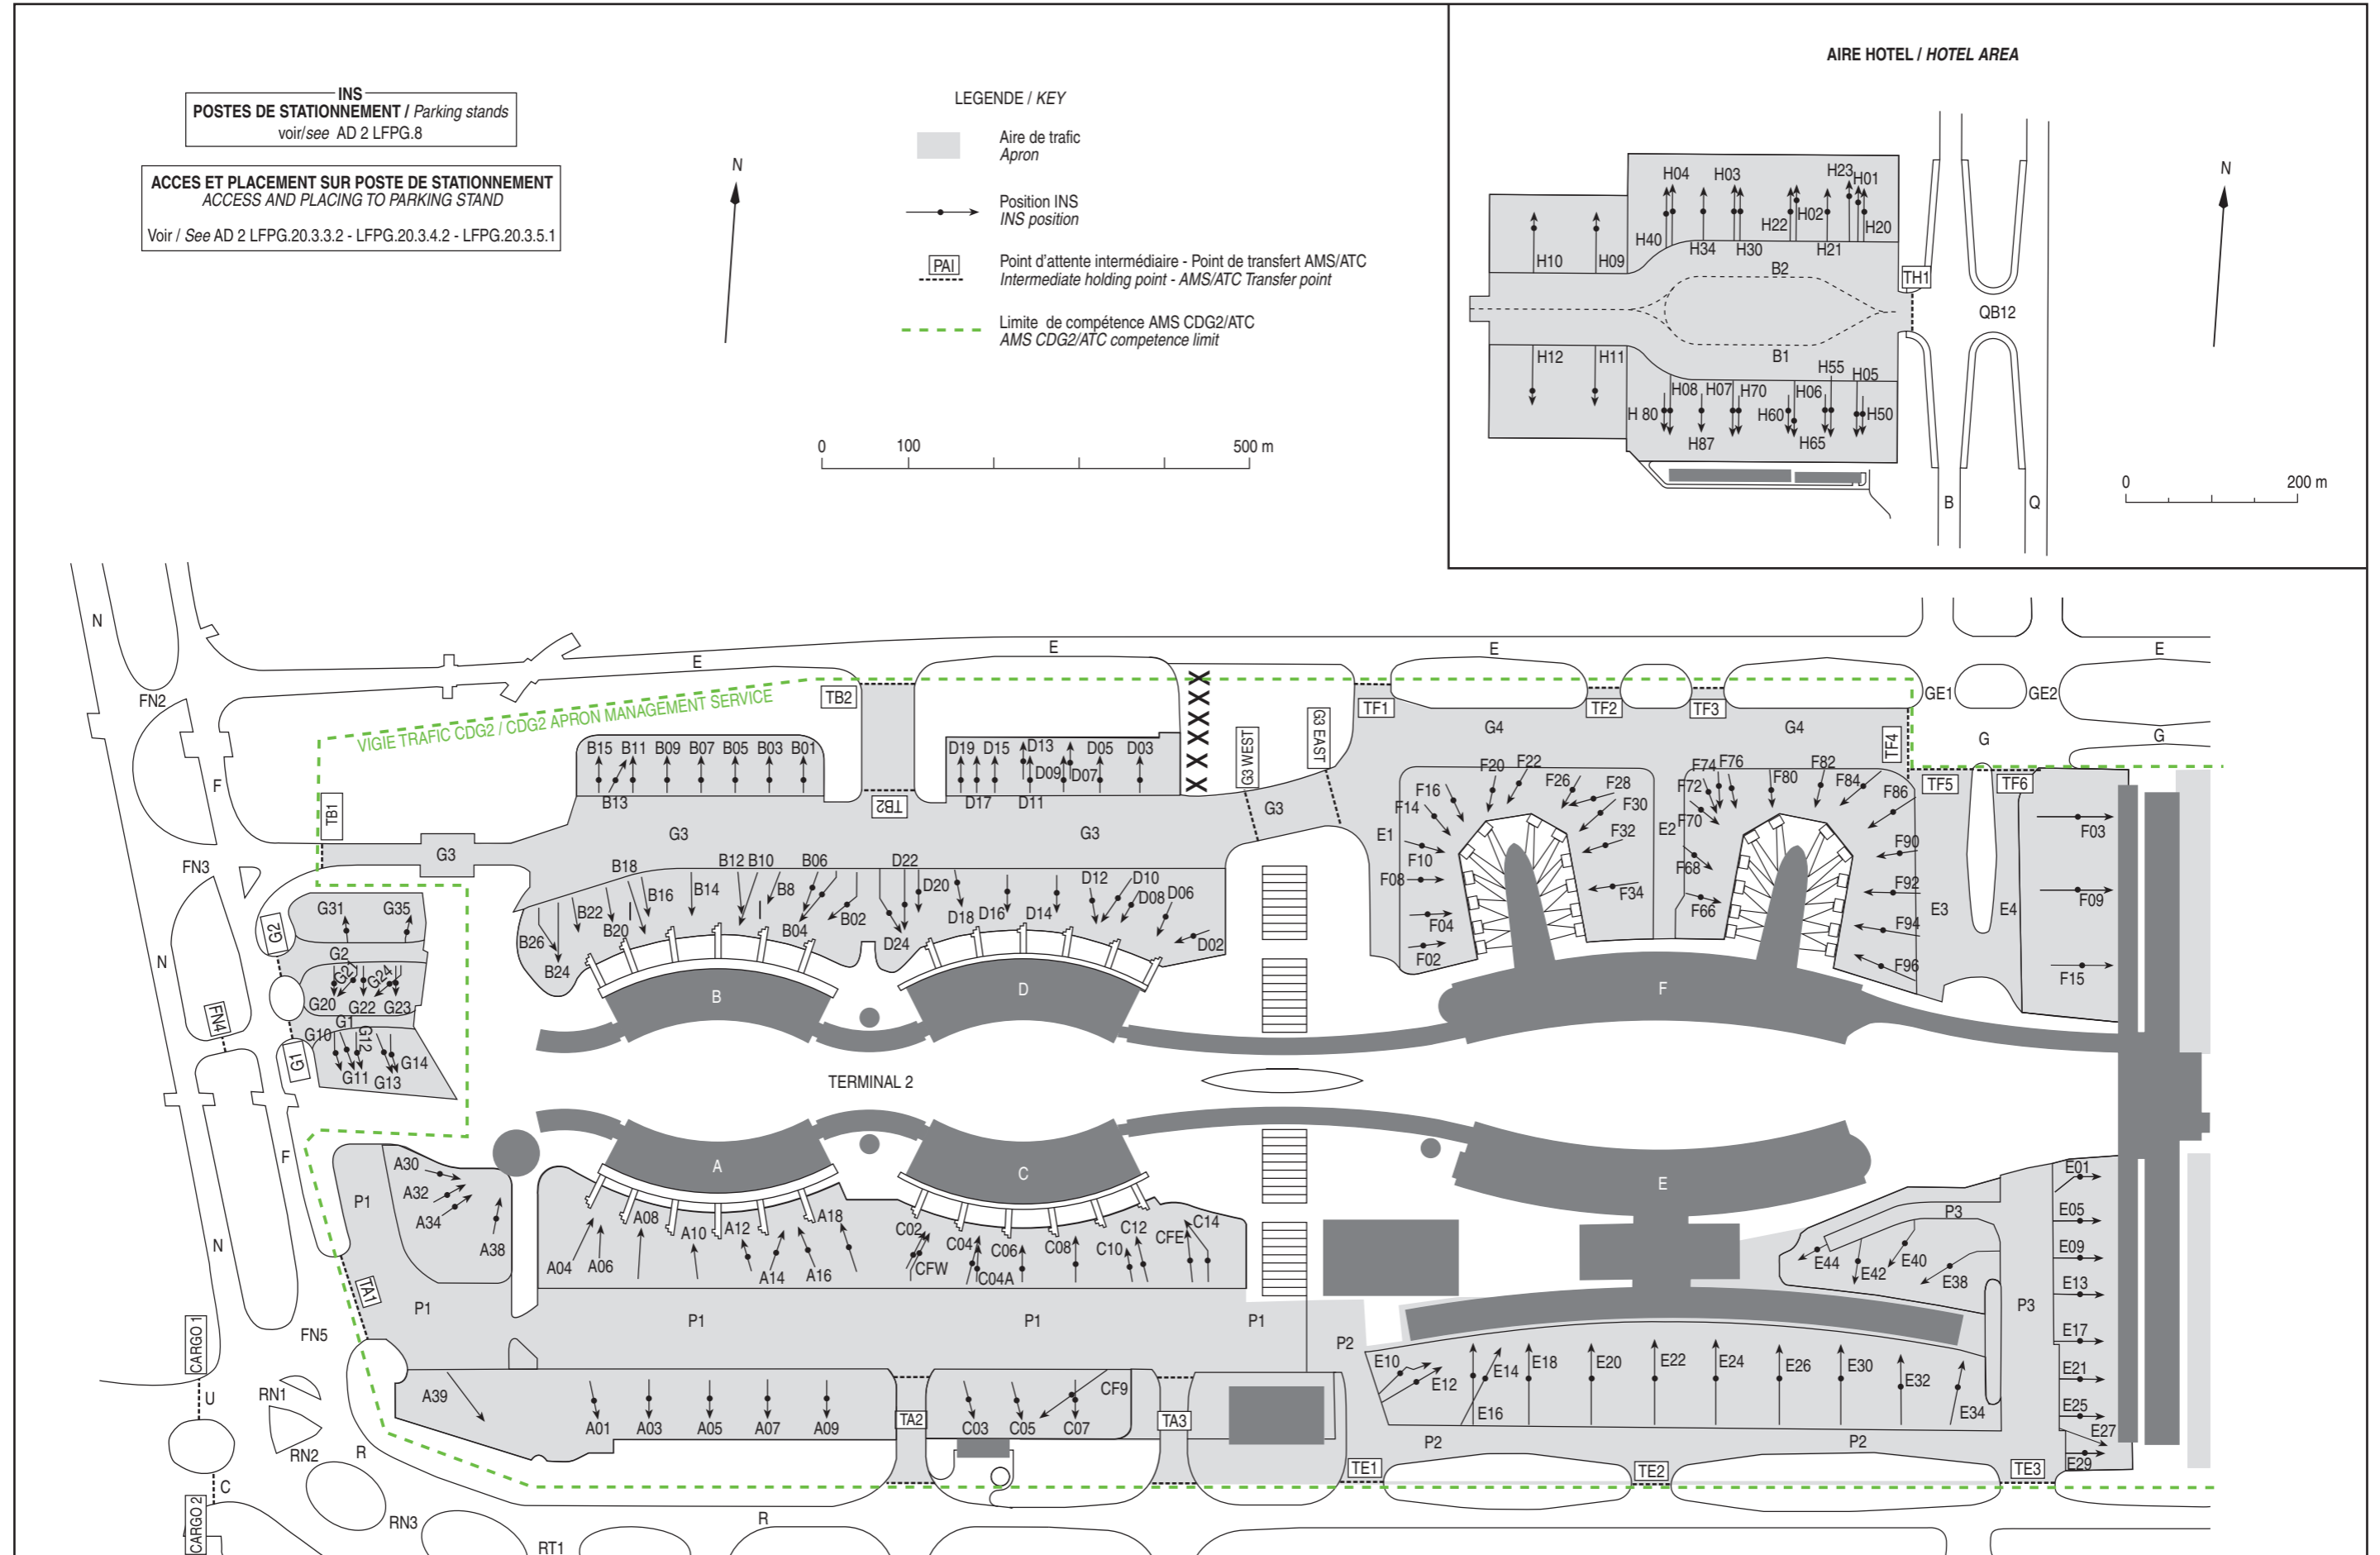 INS
POSTES DE STATIONNEMENT / Parking stands
voir/see AD 2 LFPG.8
ACCES ET PLACEMENT SUR POSTE DE STATIONNEMENT
ACCESS AND PLACING TO PARKING STAND
Voir / See AD 2 LFPG.20.3.3.2 - LFPG.20.3.4.2 - LFPG.20.3.5.1
N
LEGENDE / KEY
Aire de trafic
Apron
Position INS
INS position
PAI
Point d'attente intermédiaire - Point de transfert AMS/ATC
Intermediate holding point - AMS/ATC Transfer point
Limite de compétence AMS CDG2/ATC
AMS CDG2/ATC competence limit
0 100 500 m
AIRE HOTEL / HOTEL AREA
N
H04 H03 H23 H01
H22 H02 H20
H40 H34 H30 H21
H10 H09
B2
TH1
QB12
B1
H12 H11
H55 H05
H08 H07 H70 H06
H 80 H60 H50
H87 H65
B Q
0 200 m
N E E E E
FN2
VIGIE TRAFIC CDG2 / CDG2 APRON MANAGEMENT SERVICE
TB2 TF1 TF2 TF3 GE1 GE2
G4 G4 TF4 G G
G3 WEST G3 EAST
B15 B11 B09 B07 B05 B03 B01
D19 D15 D13 D05 D03
D09 D07
B13 TB2 D17 D11
F TB1
G3 G3 G3 G3
TF5 TF6
F20 F22 F26 F28 F74 F76 F80 F82 F84 F86
F16 F14 F30 F72 F70
E1 F32 E2 F90 F03
F10 F08 F68 F92 F09
F04 F34 F66 F94 E3 E4
F02 F96 F15
FN3
B18 B12 B10 B06 D22
B16 B14 B8 D20 D12 D10
B22 B20 B04 B02 D18 D16 D14 D08 D06
B26 B24 D24 D02
G31 G35
G2
G2
G21 G24
G20 G22 G23
N FN4
G1
G10 G12
G1 G11 G13 G14
B D F
TERMINAL 2
A C E
F
A30
A32
A34
A38
P1
A08 A10 A12 A18
A04 A06 A14 A16
C02 C04 C06 C08 C12 C14
CFW C04A C10 CFE
N TA1
P1 P1 P1 P1
FN5
P2
P3
E44 E42 E40 E38
P3
E01
E05
E09
E13
E17
E21
E25
E27
E29
E10 E12 E14 E18 E20 E22 E24 E26 E30 E32 E34
E16
CARGO 1
U
RN1
A39
A01 A03 A05 A07 A09
TA2
C03 C05 C07 CF9
TA3
P2 P2
TE1 TE2 TE3
RN2 R
C
CARGO 2
RN3
RT1
R